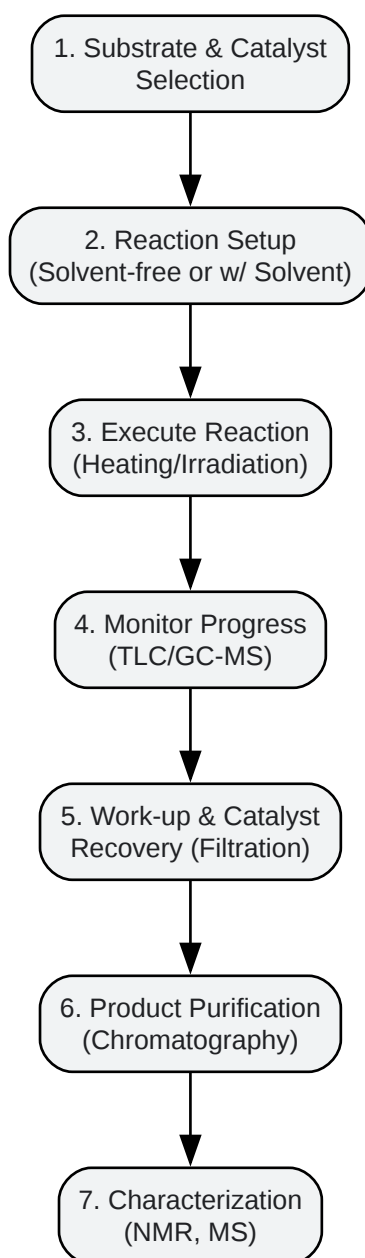 1. Substrate & Catalyst
Selection
2. Reaction Setup
(Solvent-free or w/ Solvent)
3. Execute Reaction
(Heating/Irradiation)
4. Monitor Progress
(TLC/GC-MS)
5. Work-up & Catalyst
Recovery (Filtration)
6. Product Purification
(Chromatography)
7. Characterization
(NMR, MS)